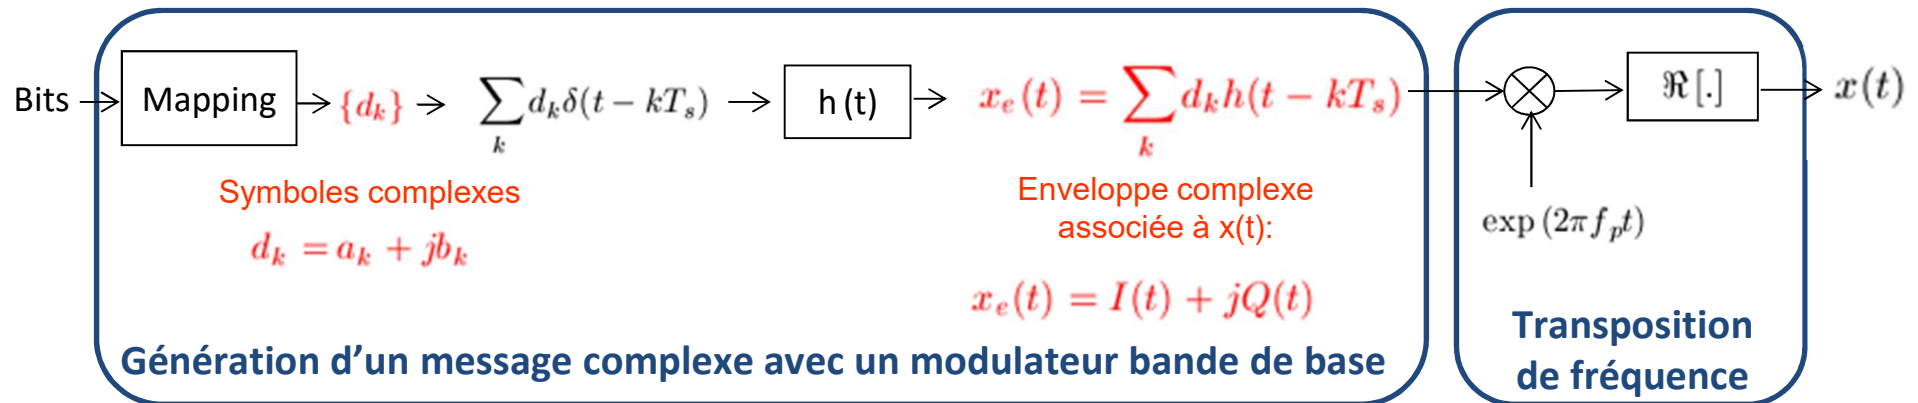 Bits
Mapping
{d_k}
∑_k d_k δ(t − kT_s)
h (t)
x_e(t) = ∑_k d_k h(t − kT_s)
ℜ[.]
x(t)
Symboles complexes
d_k = a_k + jb_k
Enveloppe complexe
associée à x(t):
x_e(t) = I(t) + jQ(t)
exp (2πf_p t)
Génération d’un message complexe avec un modulateur bande de base
Transposition
de fréquence